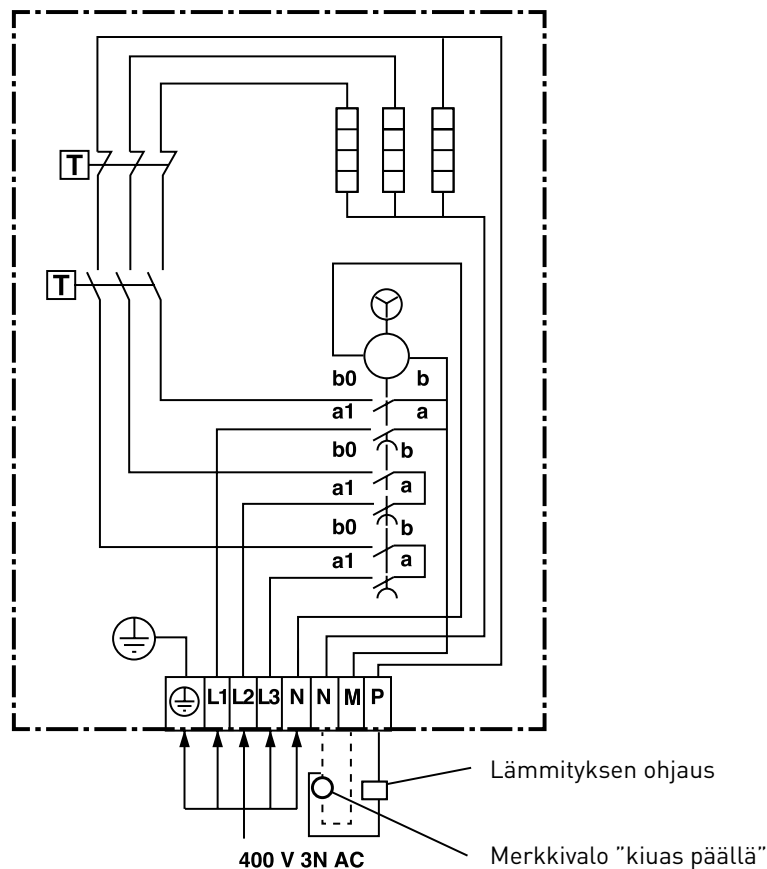 T
T
b0 b
a1 a
b0 b
a1 a
b0 b
a1 a
L1 L2 L3 N N M P
Lämmityksen ohjaus
Merkkivalo ”kiuas päällä”
400 V 3N AC